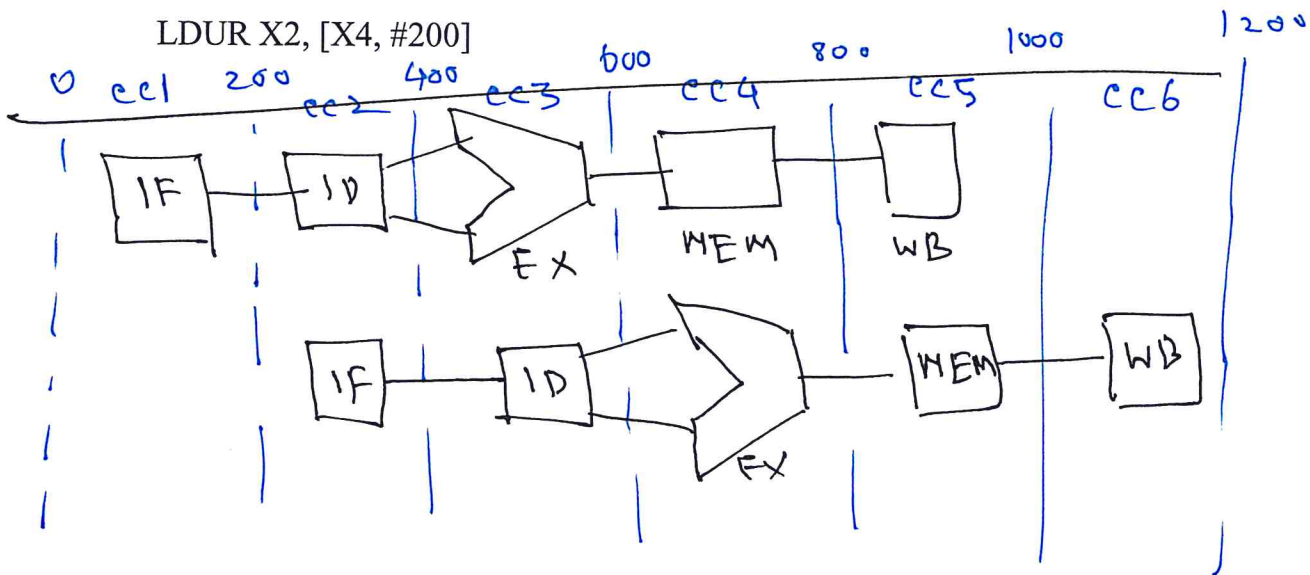 LDUR X2, [X4, #200]
0 200 400 600 800 1000 1200
CC1 CC2 CC3 CC4 CC5 CC6
IF ID EX MEM WB
IF ID EX MEM WB